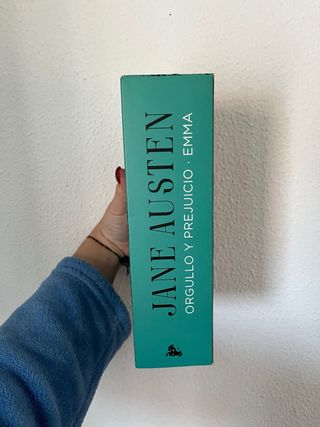 JANE AUSTEN
ORGULLO Y PREJUICIO · EMMA